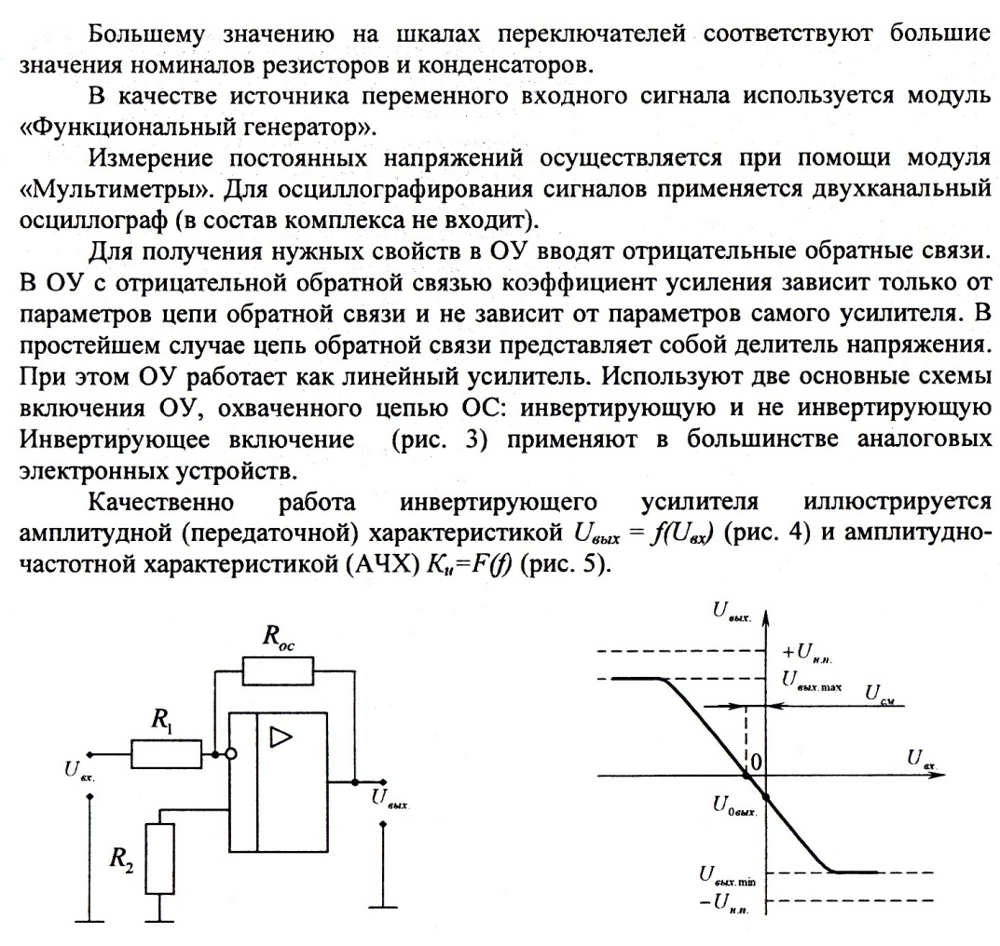 Большему значению на шкалах переключателей соответствуют большие
значения номиналов резисторов и конденсаторов.
В качестве источника переменного входного сигнала используется модуль
«Функциональный генератор».
Измерение постоянных напряжений осуществляется при помощи модуля
«Мультиметры». Для осциллографирования сигналов применяется двухканальный
осциллограф (в состав комплекса не входит).
Для получения нужных свойств в ОУ вводят отрицательные обратные связи.
В ОУ с отрицательной обратной связью коэффициент усиления зависит только от
параметров цепи обратной связи и не зависит от параметров самого усилителя. В
простейшем случае цепь обратной связи представляет собой делитель напряжения.
При этом ОУ работает как линейный усилитель. Используют две основные схемы
включения ОУ, охваченного цепью ОС: инвертирующую и не инвертирующую
Инвертирующее включение (рис. 3) применяют в большинстве аналоговых
электронных устройств.
Качественно работа инвертирующего усилителя иллюстрируется
амплитудной (передаточной) характеристикой Uвых = f(Uвх) (рис. 4) и амплитудно-
частотной характеристикой (АЧХ) Kи=F(f) (рис. 5).
Rос
R1
Uвх.
Uвых.
R2
Uвых.
+Uи.п.
Uвых.max
Uсм
0
Uвх.
U0вых.
Uвых.min
−Uи.п.